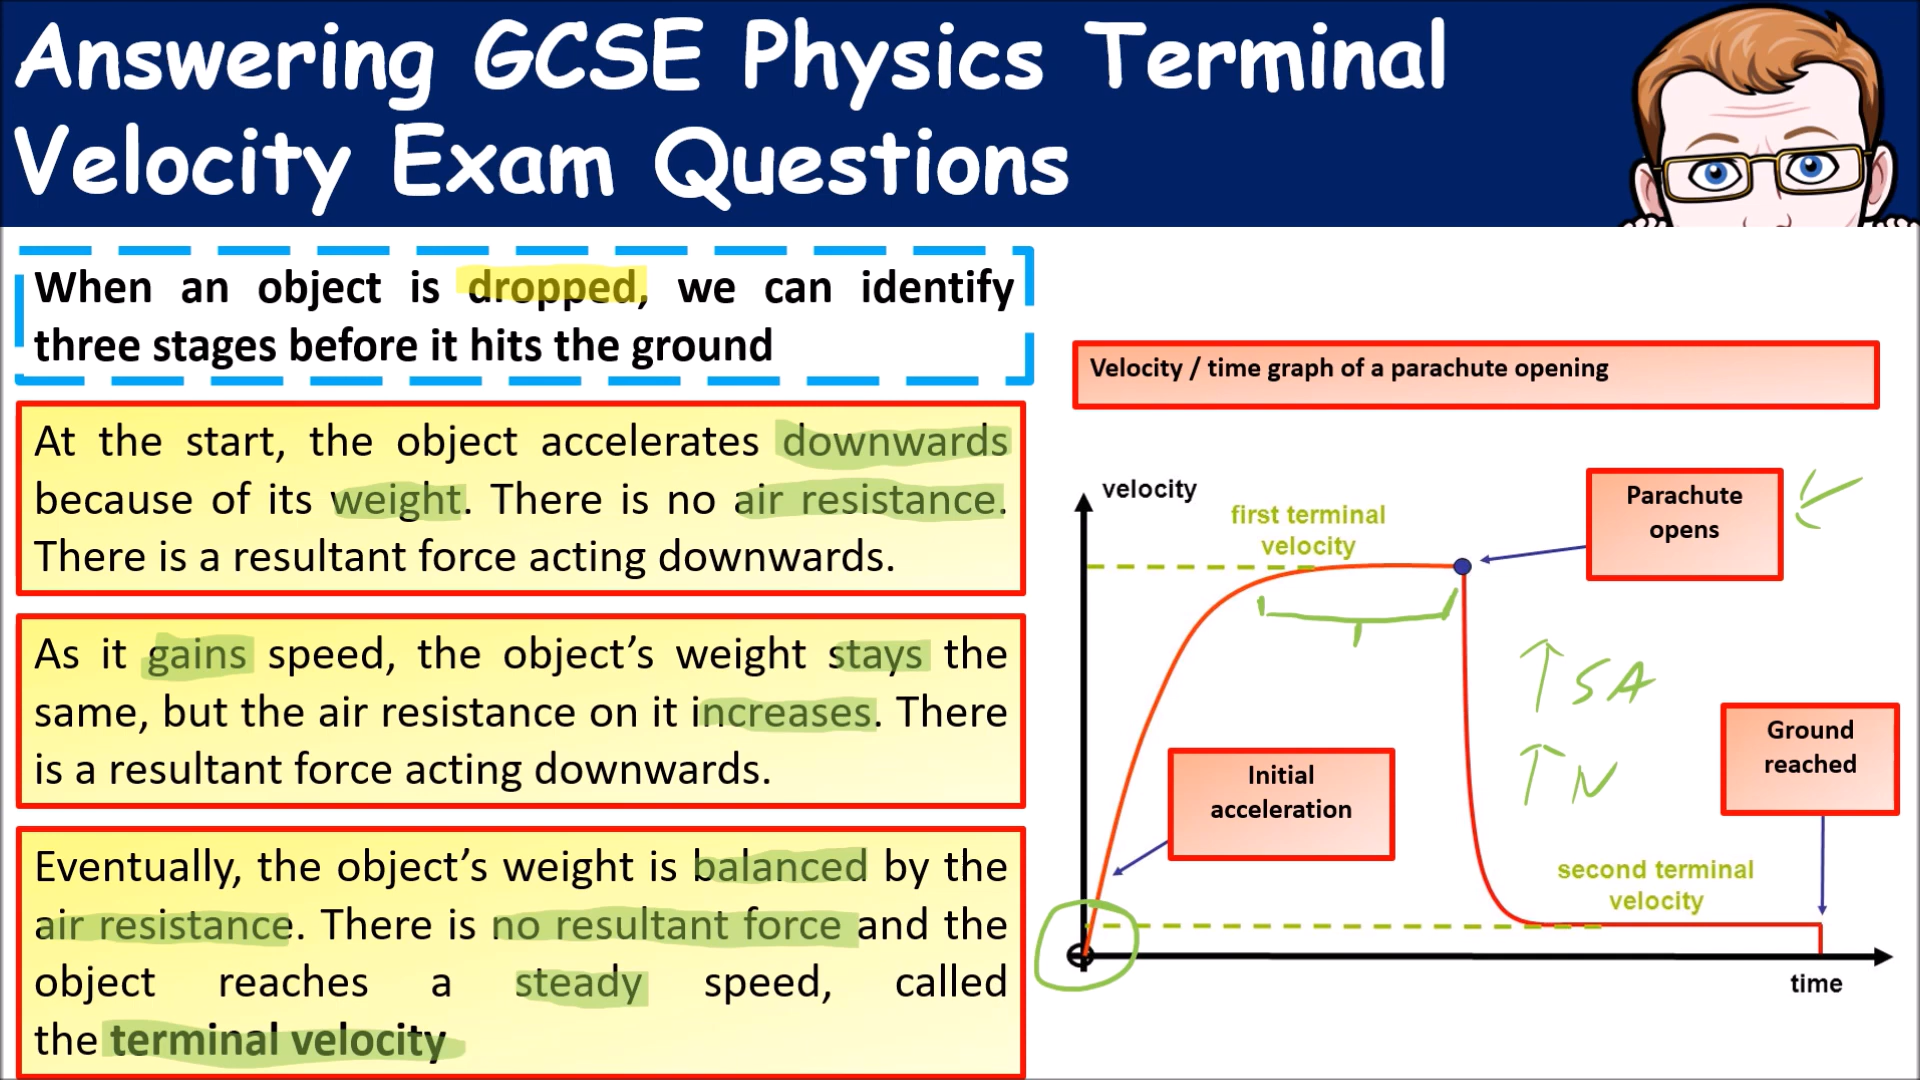 Answering GCSE Physics Terminal
Velocity Exam Questions
When an object is dropped, we can identify
three stages before it hits the ground
At the start, the object accelerates downwards
because of its weight. There is no air resistance.
There is a resultant force acting downwards.
As it gains speed, the object’s weight stays the
same, but the air resistance on it increases. There
is a resultant force acting downwards.
Eventually, the object’s weight is balanced by the
air resistance. There is no resultant force and the
object reaches a steady speed, called
the terminal velocity
Velocity / time graph of a parachute opening
velocity
first terminal
velocity
Parachute
opens
↑ SA
↑ N
Initial
acceleration
Ground
reached
second terminal
velocity
time